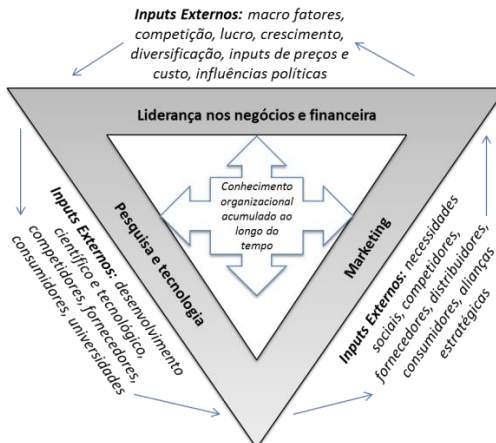 Inputs Externos: macro fatores,
competição, lucro, crescimento,
diversificação, inputs de preços e
custo, influências políticas
Liderança nos negócios e financeira
Conhecimento
organizacional
acumulado ao
longo do
tempo
Pesquisa e tecnologia
Marketing
Inputs Externos: desenvolvimento
científico e tecnológico,
competidores, fornecedores,
consumidores, universidades
Inputs Externos: necessidades
sociais, competidores,
fornecedores, distribuidores,
consumidores, alianças
estratégicas